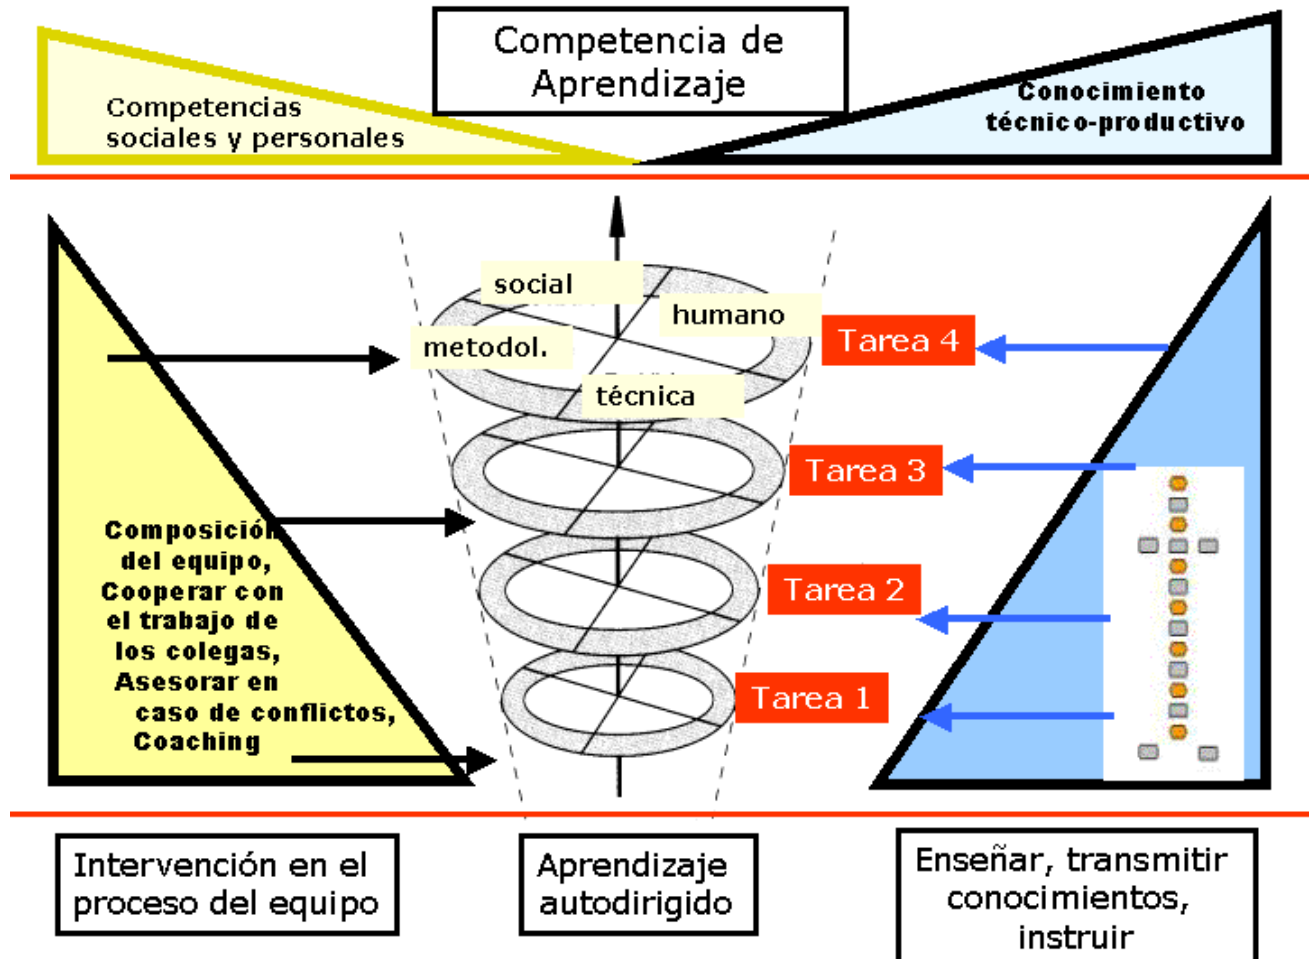 Competencia de
Aprendizaje
Competencias
sociales y personales
Conocimiento
técnico-productivo
social
humano
metodol.
técnica
Tarea 4
Tarea 3
Tarea 2
Tarea 1
Composición
del equipo,
Cooperar con
el trabajo de
los colegas,
Asesorar en
caso de conflictos,
Coaching
Intervención en el
proceso del equipo
Aprendizaje
autodirigido
Enseñar, transmitir
conocimientos,
instruir